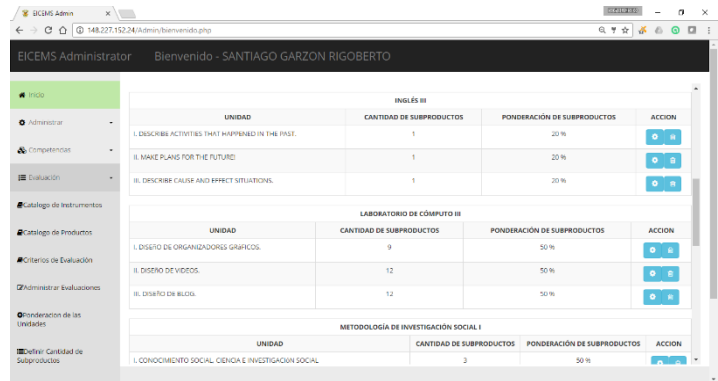 EICEMS Admin
148.227.152.24/Admin/bienvenido.php
EICEMS Administrator Bienvenido - SANTIAGO GARZON RIGOBERTO
Inicio
Administrar
Competencias
Evaluación
Catalogo de Instrumentos
Catalogo de Productos
Criterios de Evaluación
Administrar Evaluaciones
Ponderacion de las
Unidades
Definir Cantidad de
Subproductos
INGLÉS III
UNIDAD CANTIDAD DE SUBPRODUCTOS PONDERACIÓN DE SUBPRODUCTOS ACCION
I. DESCRIBE ACTIVITIES THAT HAPPENED IN THE PAST. 1 20 %
II. MAKE PLANS FOR THE FUTURE! 1 20 %
III. DESCRIBE CAUSE AND EFFECT SITUATIONS. 1 20 %
LABORATORIO DE CÓMPUTO III
UNIDAD CANTIDAD DE SUBPRODUCTOS PONDERACIÓN DE SUBPRODUCTOS ACCION
I. DISEÑO DE ORGANIZADORES GRáFICOS. 9 50 %
II. DISEÑO DE VIDEOS. 12 50 %
III. DISEÑO DE BLOG. 12 50 %
METODOLOGÍA DE INVESTIGACIÓN SOCIAL I
UNIDAD CANTIDAD DE SUBPRODUCTOS PONDERACIÓN DE SUBPRODUCTOS ACCION
I. CONOCIMIENTO SOCIAL, CIENCIA E INVESTIGACIÓN SOCIAL 3 50 %